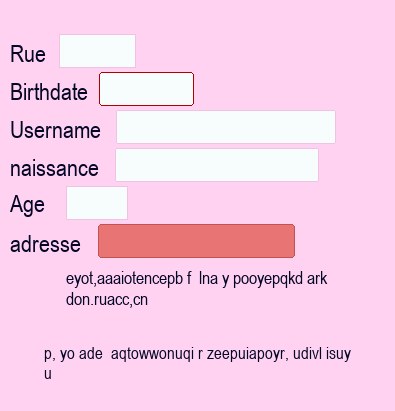 Rue
Birthdate
Username
naissance
Age
adresse
eyot,aaaiotencepb f lna y pooyepqkd ark
don.ruacc,cn
p, yo ade aqtowwonuqi r zeepuiapoyr, udivl isuy
u